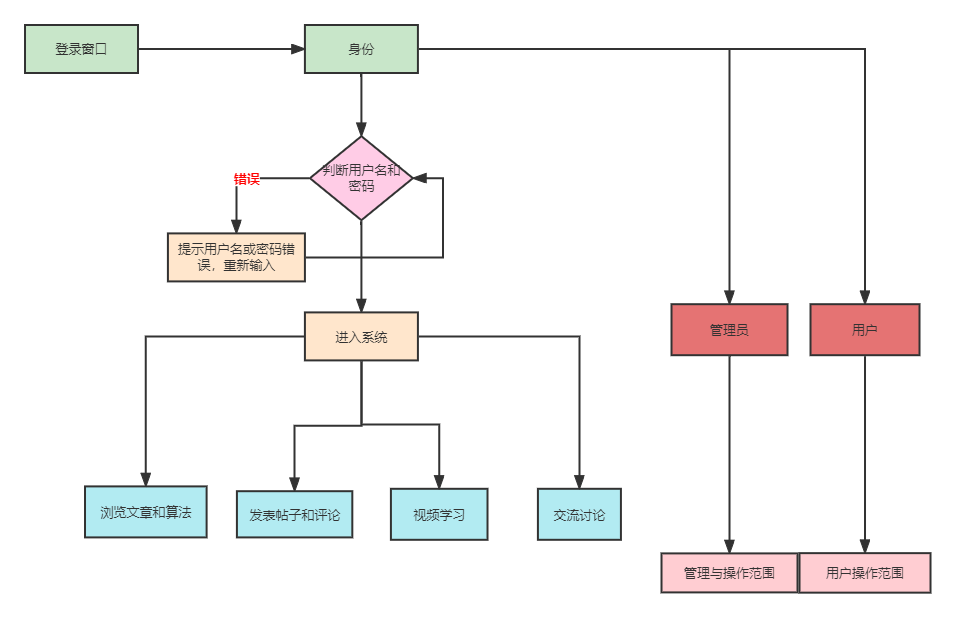 登录窗口
身份
判断用户名和
密码
错误
提示用户名或密码错
误，重新输入
进入系统
管理员
用户
浏览文章和算法
发表帖子和评论
视频学习
交流讨论
管理与操作范围
用户操作范围